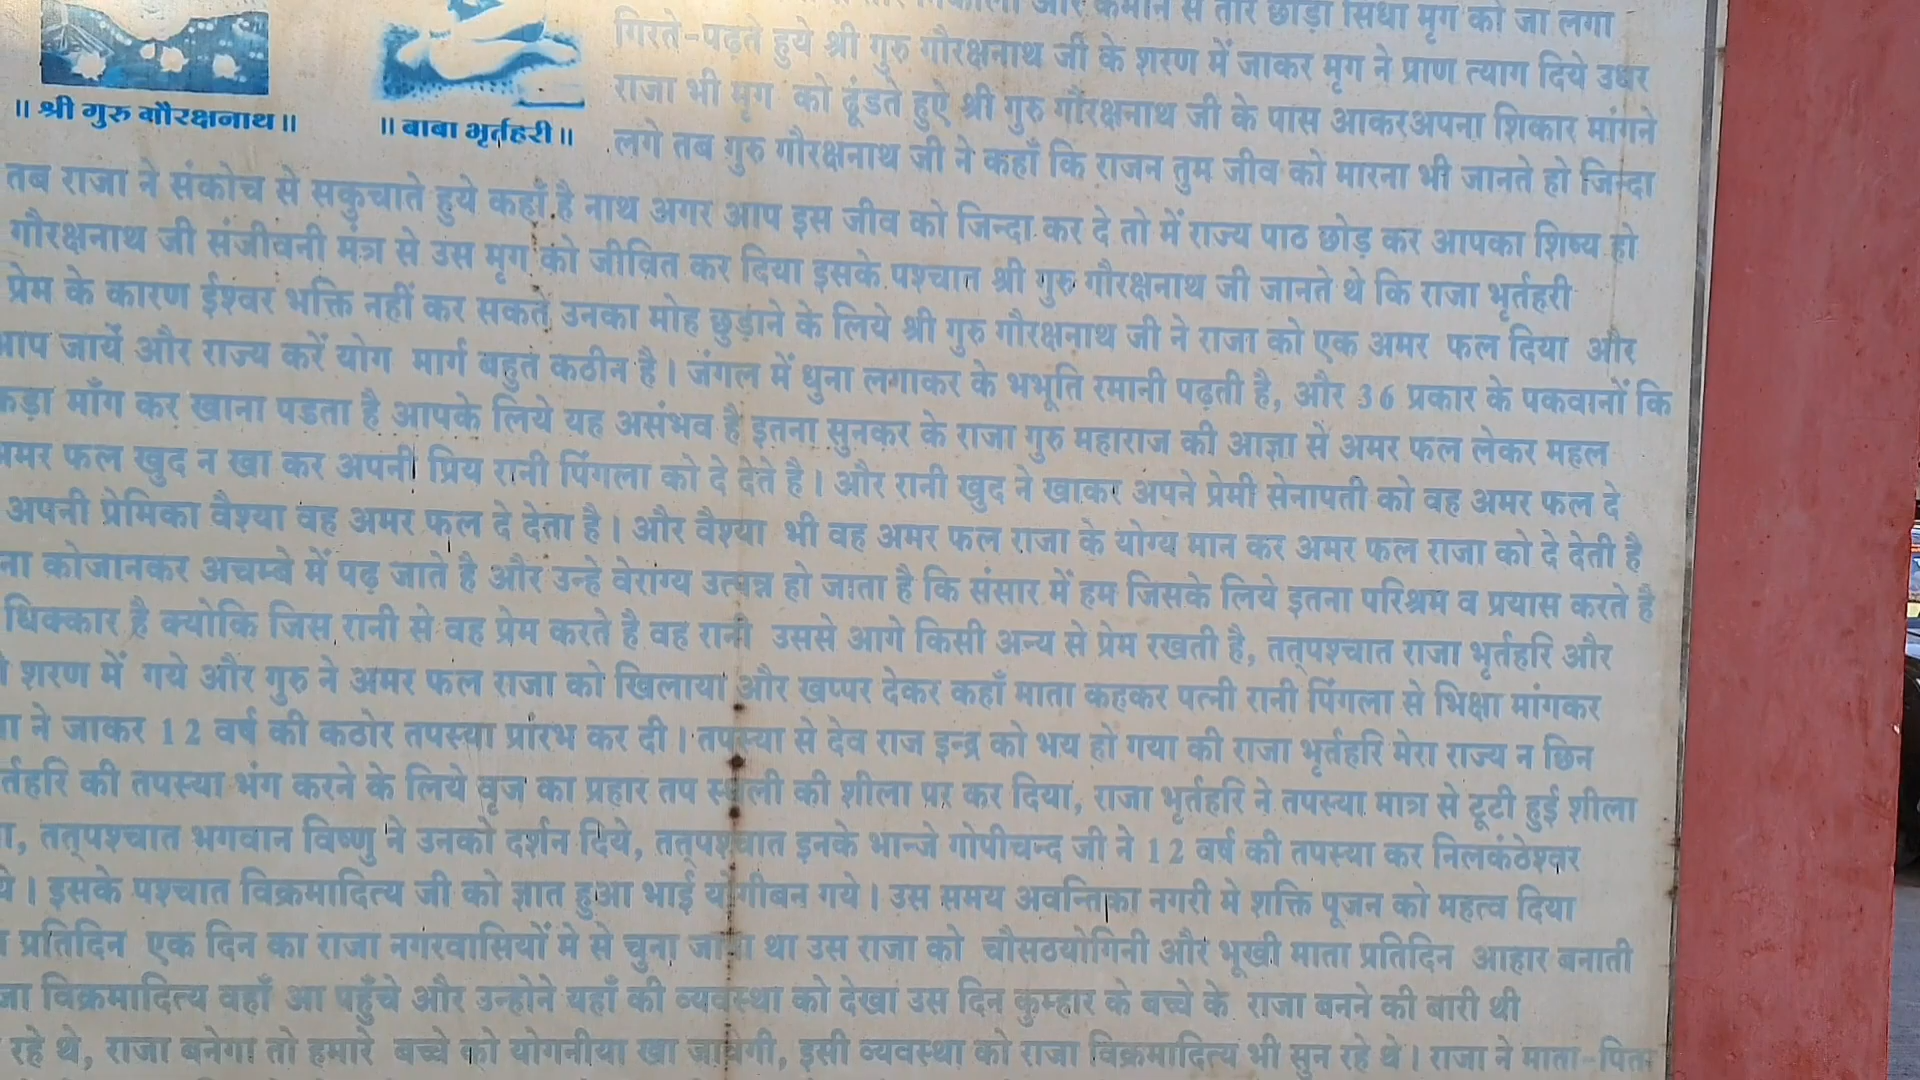 और कमान से तीर छोड़ा सिधा मृग को जा लगा
गिरते-पढ़ते हुये श्री गुरु गौरक्षनाथ जी के शरण में जाकर मृग ने प्राण त्याग दिये उधर
राजा भी मृग को ढूंडते हुऐ श्री गुरु गौरक्षनाथ जी के पास आकरअपना शिकार मांगने
लगे तब गुरु गौरक्षनाथ जी ने कहाँ कि राजन तुम जीव को मारना भी जानते हो जिन्दा
॥ श्री गुरु गौरक्षनाथ ॥
॥ बाबा भृर्तहरी ॥
तब राजा ने संकोच से सकुचाते हुये कहाँ है नाथ अगर आप इस जीव को जिन्दा कर दे तो में राज्य पाठ छोड़ कर आपका शिष्य हो
गौरक्षनाथ जी संजीवनी मंत्र से उस मृग को जीवित कर दिया इसके पश्चात श्री गुरु गौरक्षनाथ जी जानते थे कि राजा भृर्तहरी
प्रेम के कारण ईश्वर भक्ति नहीं कर सकते उनका मोह छुड़ाने के लिये श्री गुरु गौरक्षनाथ जी ने राजा को एक अमर फल दिया और
आप जायें और राज्य करें योग मार्ग बहुत कठीन है। जंगल में धुना लगाकर के भभूति रमानी पढ़ती है, और 36 प्रकार के पकवानों कि
माँग कर खाना पडता है आपके लिये यह असंभव है इतना सुनकर के राजा गुरु महाराज की आज्ञा से अमर फल लेकर महल
अमर फल खुद न खा कर अपनी प्रिय रानी पिंगला को दे देते है। और रानी खुद ने खाकर अपने प्रेमी सेनापती को वह अमर फल दे
अपनी प्रेमिका वैश्या वह अमर फल दे देता है। और वैश्या भी वह अमर फल राजा के योग्य मान कर अमर फल राजा को दे देती है
कोजानकर अचम्बे में पढ़ जाते है और उन्हे वेराग्य उत्पन्न हो जाता है कि संसार में हम जिसके लिये इतना परिश्रम व प्रयास करते है
धिक्कार है क्योकि जिस रानी से वह प्रेम करते है वह रानी उससे आगे किसी अन्य से प्रेम रखती है, तत्पश्चात राजा भृर्तहरि और
शरण में गये और गुरु ने अमर फल राजा को खिलाया और खप्पर देकर कहाँ माता कहकर पत्नी रानी पिंगला से भिक्षा मांगकर
ने जाकर 12 वर्ष की कठोर तपस्या प्रांरभ कर दी। तपस्या से देव राज इन्द्र को भय हो गया की राजा भृर्तहरि मेरा राज्य न छिन
र्तहरि की तपस्या भंग करने के लिये वृज का प्रहार तप स्थली की शीला पर कर दिया, राजा भृर्तहरि ने तपस्या मात्र से टूटी हुई शीला
तत्पश्चात भगवान विष्णु ने उनको दर्शन दिये, तत्पश्चात इनके भान्जे गोपीचन्द जी ने 12 वर्ष की तपस्या कर निलकंठेश्वर
। इसके पश्चात विक्रमादित्य जी को ज्ञात हुआ भाई योगीबन गये। उस समय अवन्तिका नगरी मे शक्ति पूजन को महत्व दिया
प्रतिदिन एक दिन का राजा नगरवासियों मे से चुना जाता था उस राजा को चौसठयोगिनी और भूखी माता प्रतिदिन आहार बनाती
विक्रमादित्य वहाँ आ पहुँचे और उन्होने यहाँ की व्यवस्था को देखा उस दिन कुम्हार के बच्चे के राजा बनने की बारी थी
रहे थे, राजा बनेगा तो हमारे बच्चे को योगनीया खा जावेगी, इसी व्यवस्था को राजा विक्रमादित्य भी सुन रहे थे। राजा ने माता-पिता